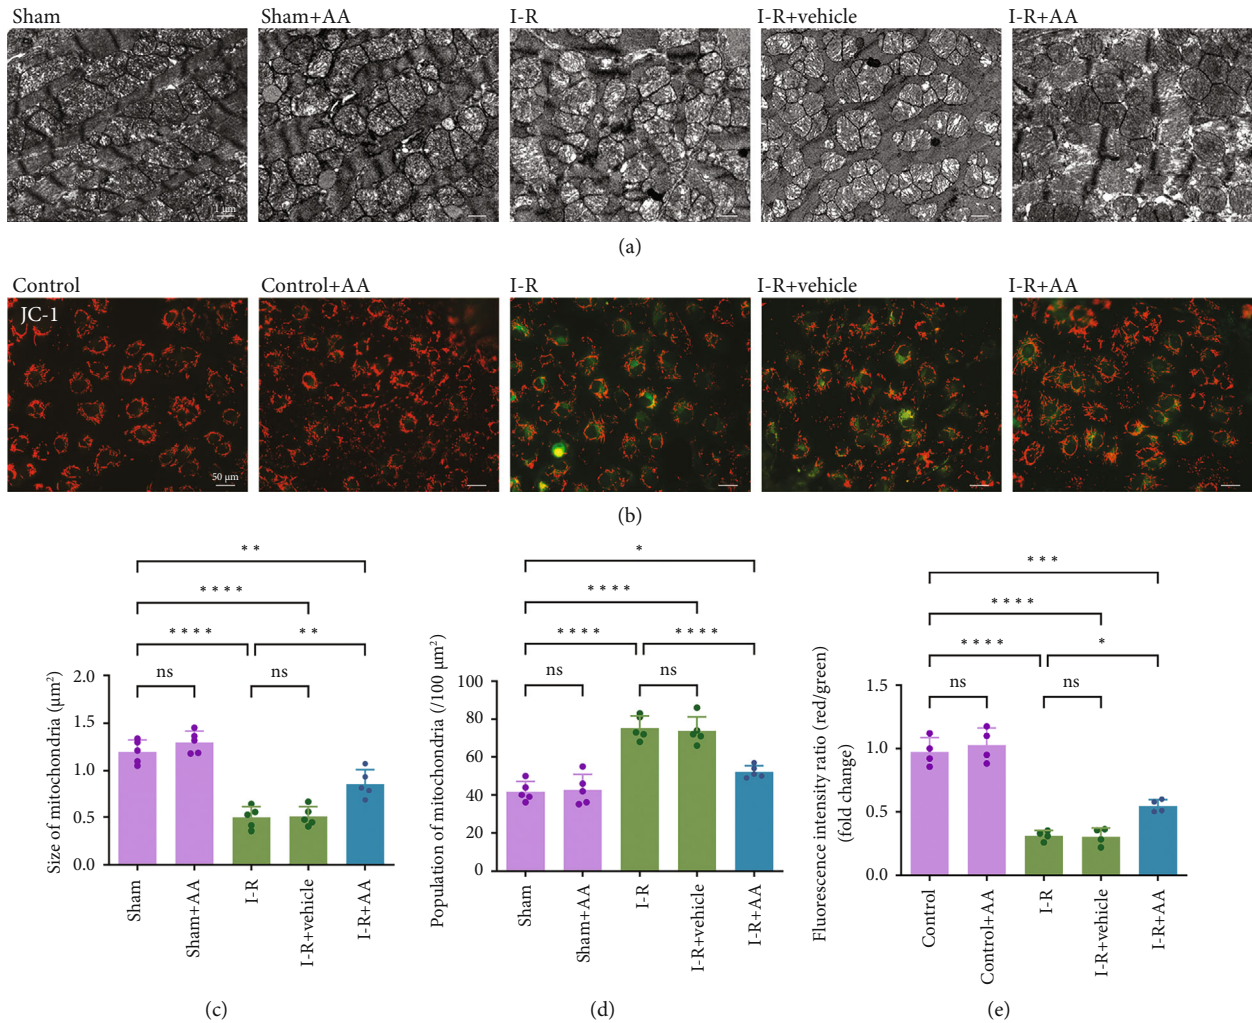 Sham Sham+AA I-R I-R+vehicle I-R+AA
1 μm
(a)
Control Control+AA I-R I-R+vehicle I-R+AA
JC-1
50 μm
(b)
**
****
**** **
ns ns
Size of mitochondria (μm²)
2.0
1.5
1.0
0.5
0.0
Sham
Sham+AA
I-R
I-R+vehicle
I-R+AA
(c)
*
****
**** ****
ns ns
Population of mitochondria (/100 μm²)
100
80
60
40
20
0
Sham
Sham+AA
I-R
I-R+vehicle
I-R+AA
(d)
***
****
**** *
ns ns
Fluorescence intensity ratio (red/green)
(fold change)
1.5
1.0
0.5
0.0
Control
Control+AA
I-R
I-R+vehicle
I-R+AA
(e)